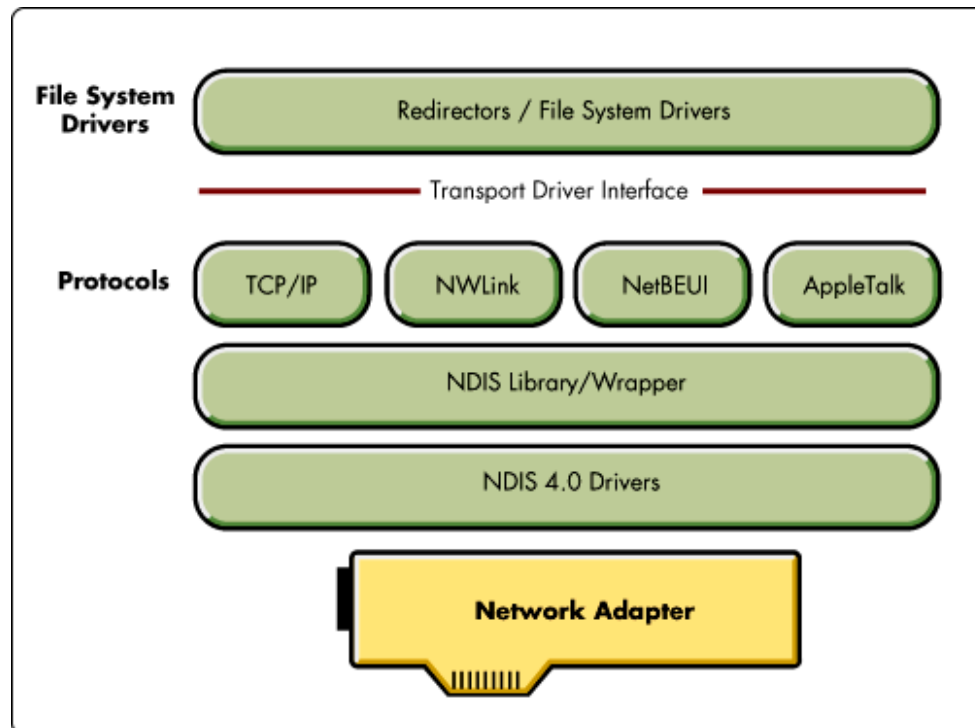 File System
Drivers
Redirectors / File System Drivers
Transport Driver Interface
Protocols
TCP/IP
NWLink
NetBEUI
AppleTalk
NDIS Library/Wrapper
NDIS 4.0 Drivers
Network Adapter